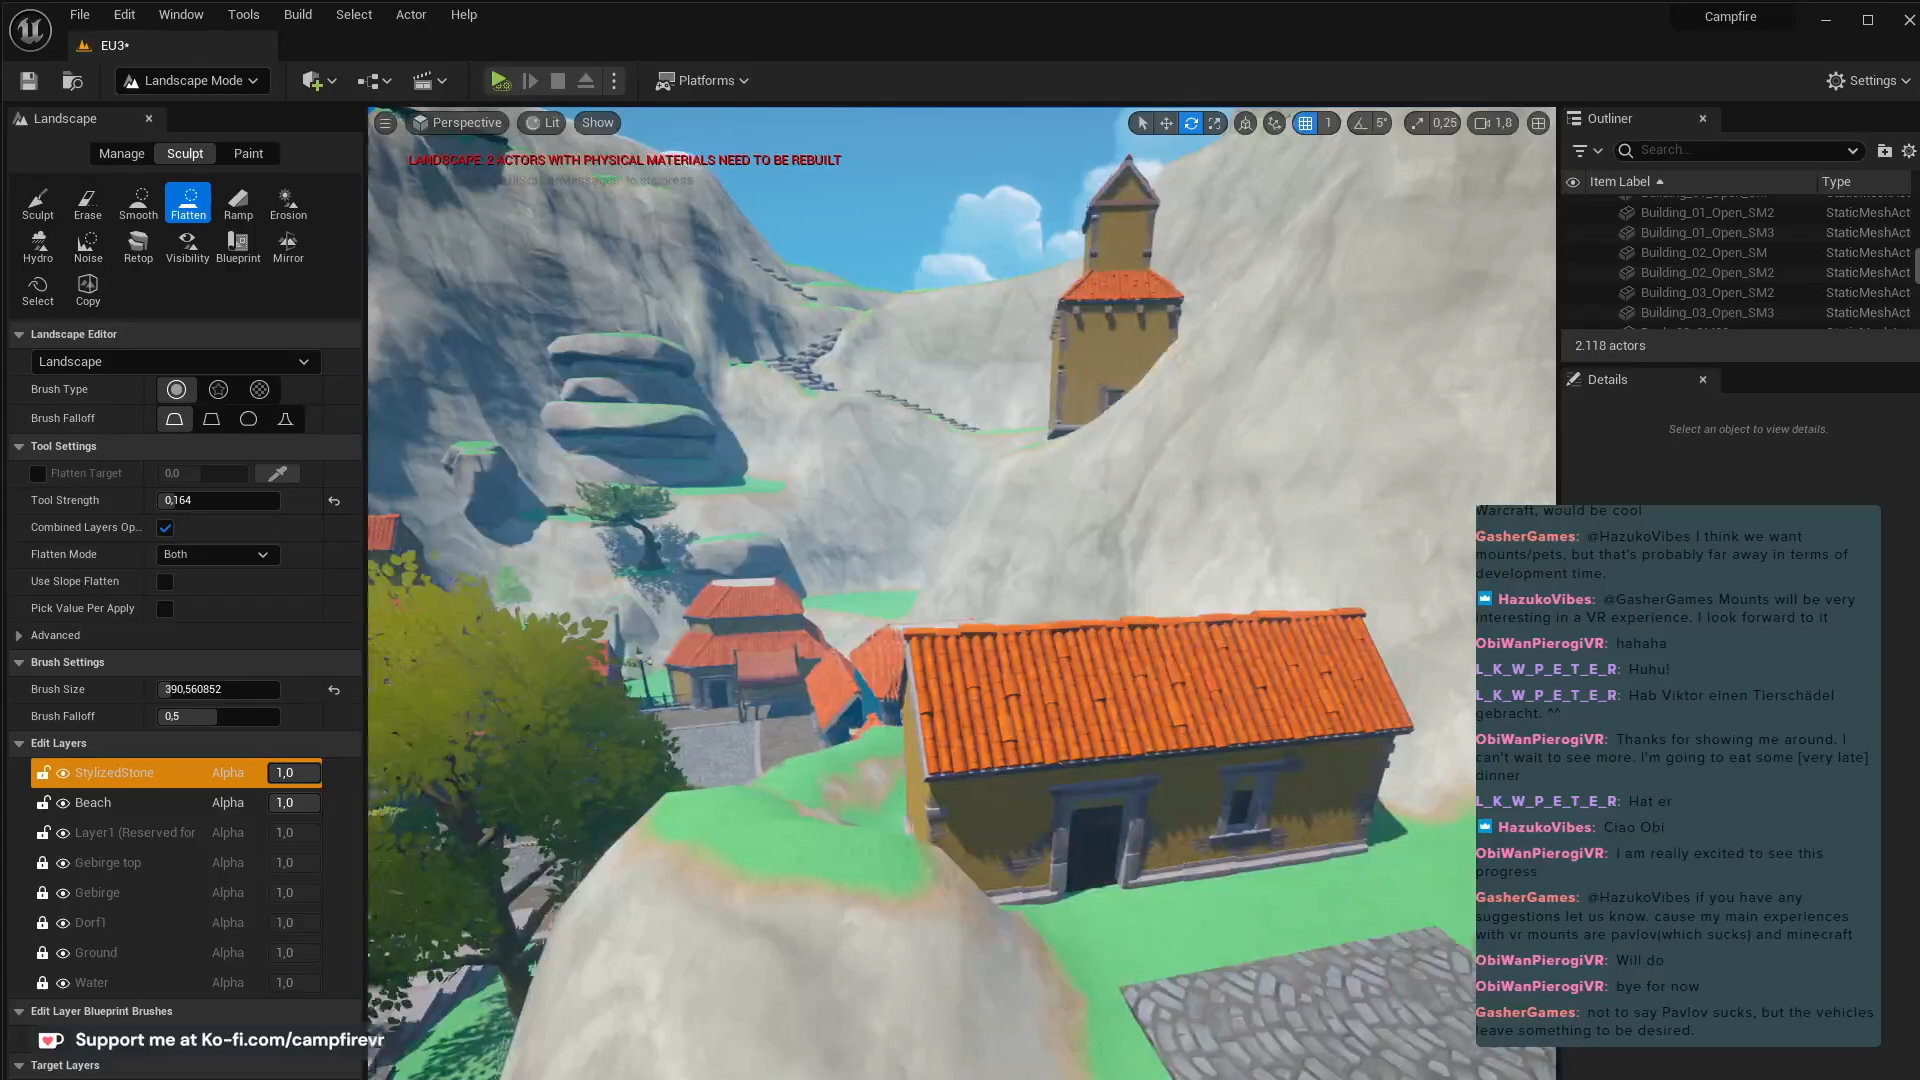 File Edit Window Tools Build Select Actor Help
Campfire
EU3*
Landscape Mode
Platforms
Settings
Landscape
Manage Sculpt Paint
Sculpt Erase Smooth Flatten Ramp Erosion
Hydro Noise Retop Visibility Blueprint Mirror
Select Copy
Landscape Editor
Landscape
Brush Type
Brush Falloff
Tool Settings
Flatten Target 0,0
Tool Strength 0,164
Combined Layers Op...
Flatten Mode Both
Use Slope Flatten
Pick Value Per Apply
Advanced
Brush Settings
Brush Size 390,560852
Brush Falloff 0,5
Edit Layers
StylizedStone Alpha 1,0
Beach Alpha 1,0
Layer1 (Reserved for Alpha 1,0
Gebirge top Alpha 1,0
Gebirge Alpha 1,0
Dorf1 Alpha 1,0
Ground Alpha 1,0
Water Alpha 1,0
Edit Layer Blueprint Brushes
Support me at Ko-fi.com/campfirevr
Target Layers
Perspective Lit Show
1 5° 0,25 1,8
LANDSCAPE: 2 ACTORS WITH PHYSICAL MATERIALS NEED TO BE REBUILT
to suppress
Outliner
Search...
Item Label Type
Building_01_Open_SM2 StaticMeshAct
Building_01_Open_SM3 StaticMeshAct
Building_02_Open_SM StaticMeshAct
Building_02_Open_SM2 StaticMeshAct
Building_03_Open_SM2 StaticMeshAct
Building_03_Open_SM3 StaticMeshAct
2.118 actors
Details
Select an object to view details.
Warcraft, would be cool
GasherGames: @HazukoVibes I think we want
mounts/pets, but that's probably far away in terms of
development time.
HazukoVibes: @GasherGames Mounts will be very
interesting in a VR experience. I look forward to it
ObiWanPierogiVR: hahaha
L_K_W_P_E_T_E_R: Huhu!
L_K_W_P_E_T_E_R: Hab Viktor einen Tierschädel
gebracht. ^^
ObiWanPierogiVR: Thanks for showing me around. I
can't wait to see more. I'm going to eat some [very late]
dinner
L_K_W_P_E_T_E_R: Hat er
HazukoVibes: Ciao Obi
ObiWanPierogiVR: I am really excited to see this
progress
GasherGames: @HazukoVibes if you have any
suggestions let us know. cause my main experiences
with vr mounts are pavlov(which sucks) and minecraft
ObiWanPierogiVR: Will do
ObiWanPierogiVR: bye for now
GasherGames: not to say Pavlov sucks, but the vehicles
leave something to be desired.